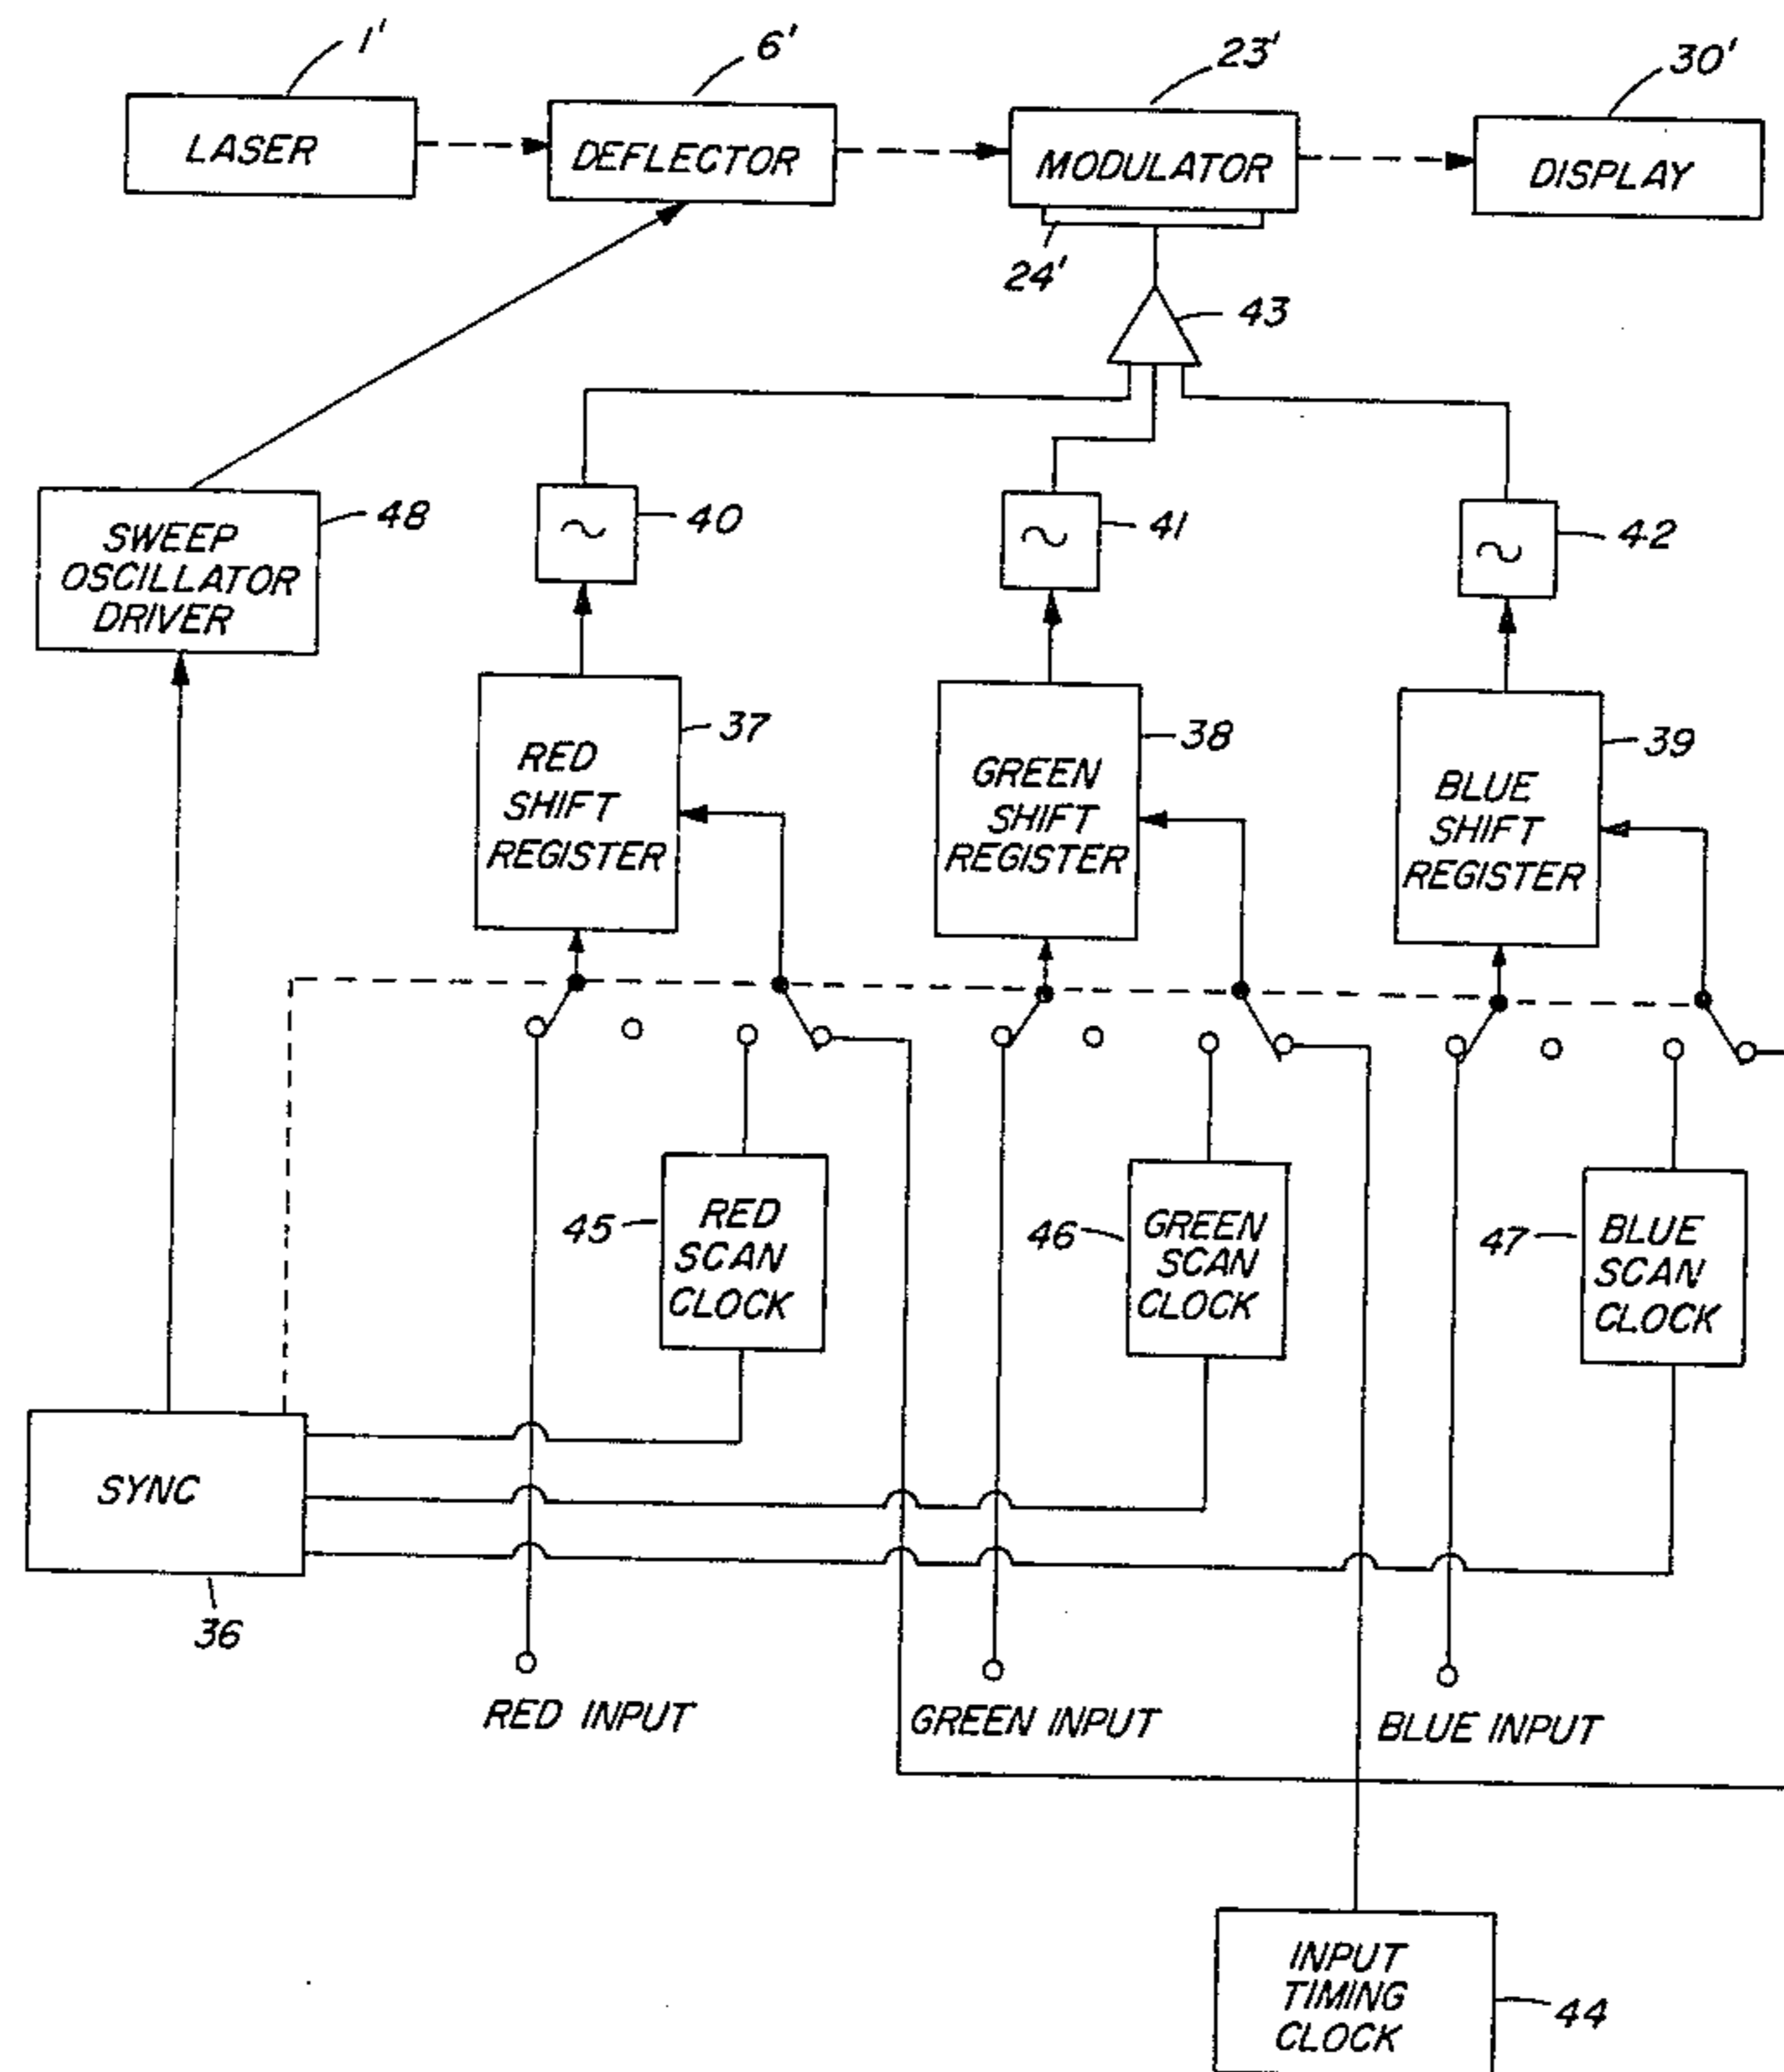 1'
6'
23'
30'
LASER
DEFLECTOR
MODULATOR
DISPLAY
24'
43
SWEEP
OSCILLATOR
DRIVER
48
~
40
~
41
~
42
RED
SHIFT
REGISTER
37
GREEN
SHIFT
REGISTER
38
BLUE
SHIFT
REGISTER
39
45
RED
SCAN
CLOCK
46
GREEN
SCAN
CLOCK
47
BLUE
SCAN
CLOCK
SYNC
36
RED INPUT
GREEN INPUT
BLUE INPUT
INPUT
TIMING
CLOCK
44